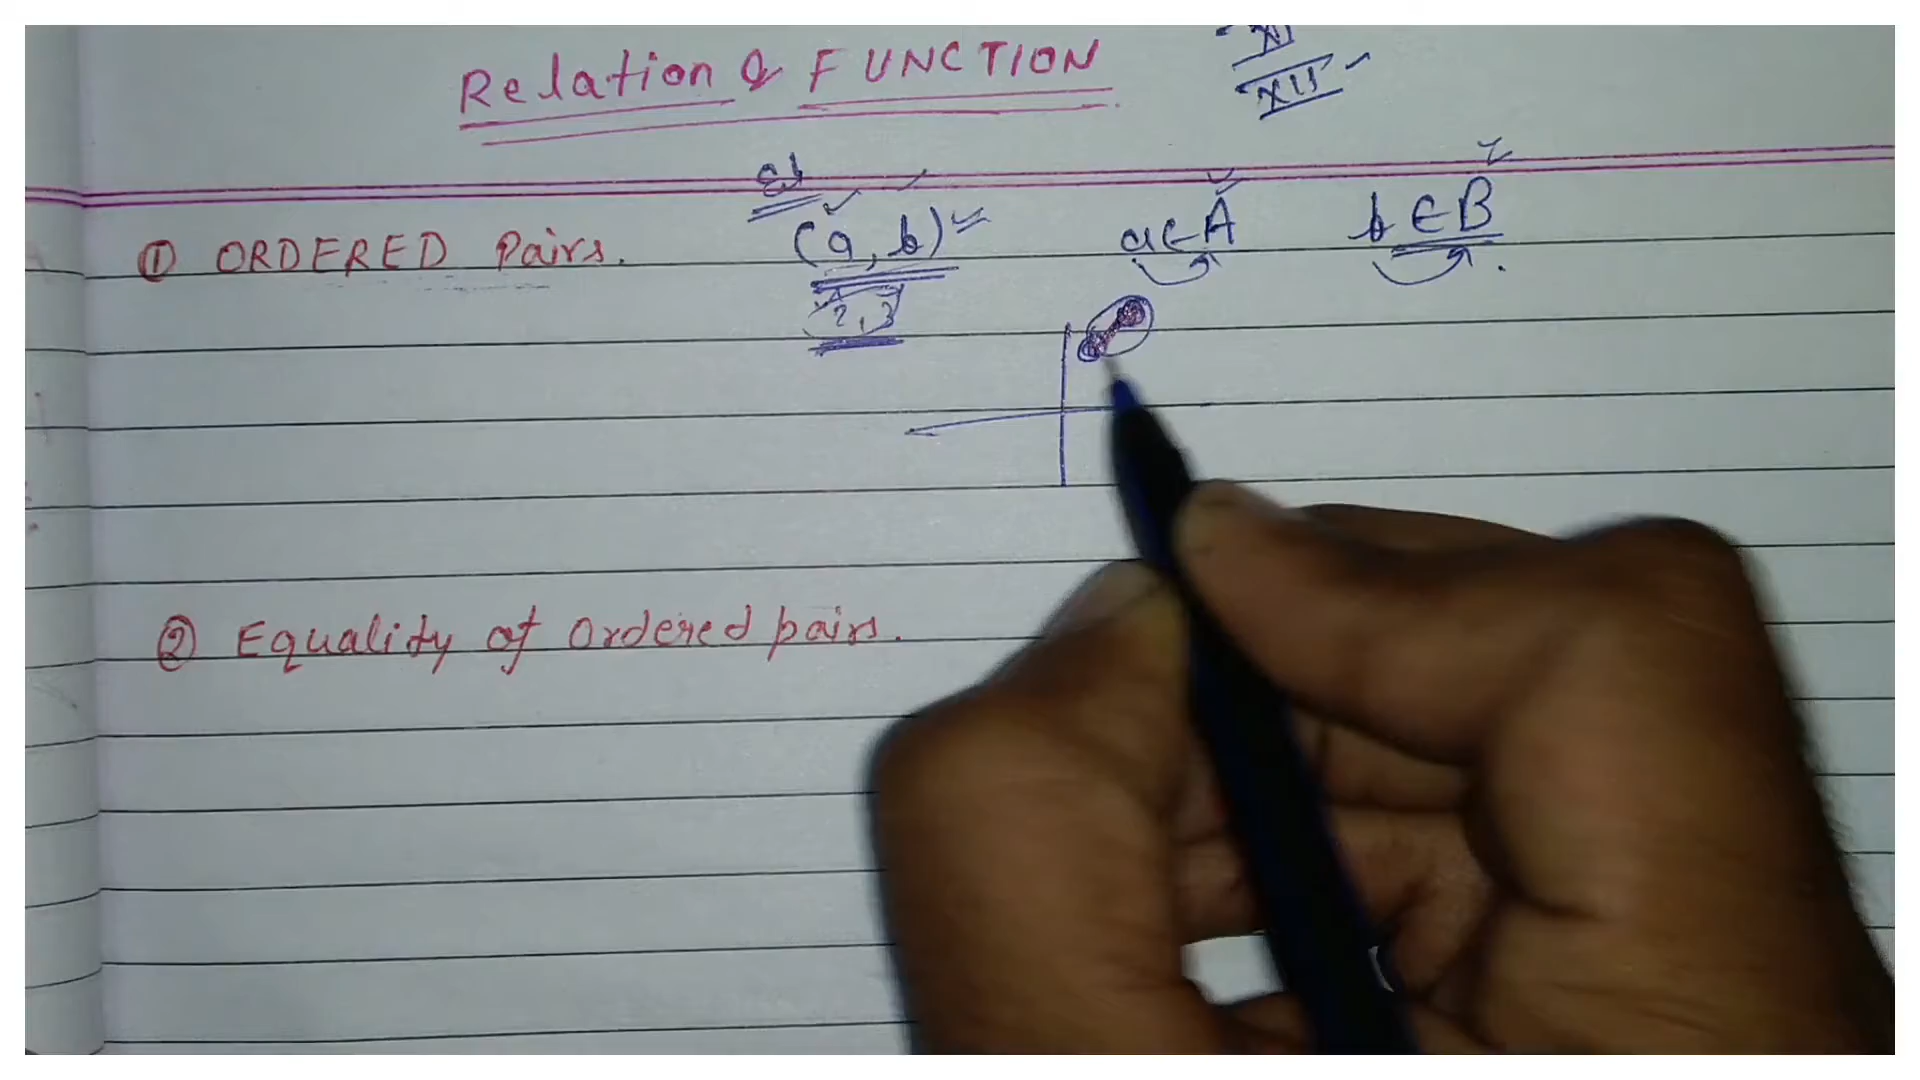 XI
Relation & FUNCTION
XII
① ORDERED Pairs. (a, b) a∈A b∈B
2, 3
② Equality of Ordered pairs.